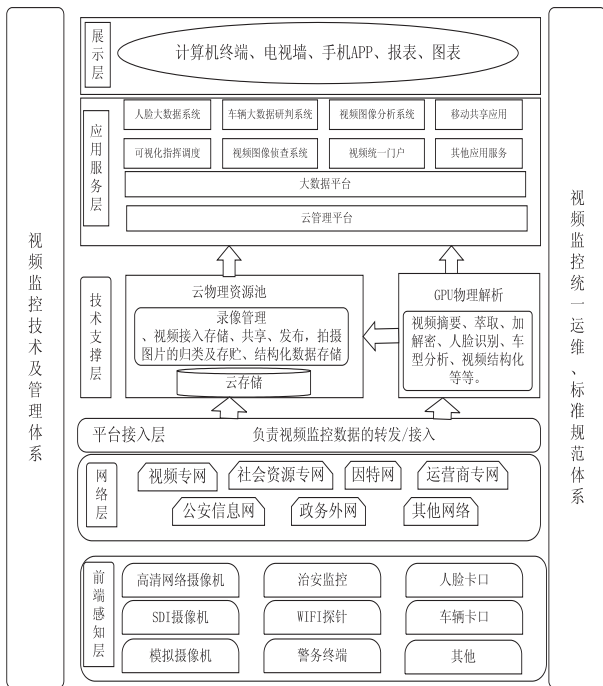 视频监控技术及管理体系
展示层
计算机终端、电视墙、手机APP、报表、图表
应用服务层
人脸大数据系统
车辆大数据研判系统
视频图像分析系统
移动共享应用
可视化指挥调度
视频图像侦查系统
视频统一门户
其他应用服务
大数据平台
云管理平台
技术支撑层
云物理资源池
录像管理
、视频接入存储、共享、发布，拍摄
图片的归类及存贮、结构化数据存储
云存储
GPU物理解析
视频摘要、萃取、加
解密、人脸识别、车
型分析、视频结构化
等等。
平台接入层
负责视频监控数据的转发/接入
网络层
视频专网
社会资源专网
因特网
运营商专网
公安信息网
政务外网
其他网络
前端感知层
高清网络摄像机
治安监控
人脸卡口
SDI摄像机
WIFI探针
车辆卡口
模拟摄像机
警务终端
其他
视频监控统一运维、标准规范体系